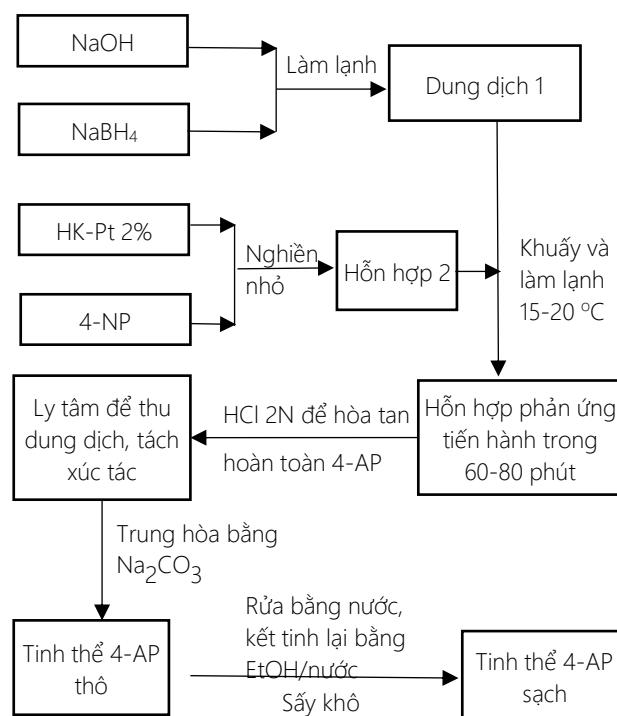 NaOH
Làm lạnh
Dung dịch 1
NaBH₄
HK-Pt 2%
Nghiền
nhỏ
Hỗn hợp 2
Khuấy và
làm lạnh
15-20 ºC
4-NP
Ly tâm để thu
dung dịch, tách
xúc tác
HCl 2N để hòa tan
hoàn toàn 4-AP
Hỗn hợp phản ứng
tiến hành trong
60-80 phút
Trung hòa bằng
Na₂CO₃
Tinh thể 4-AP
thô
Rửa bằng nước,
kết tinh lại bằng
EtOH/nước
Sấy khô
Tinh thể 4-AP
sạch